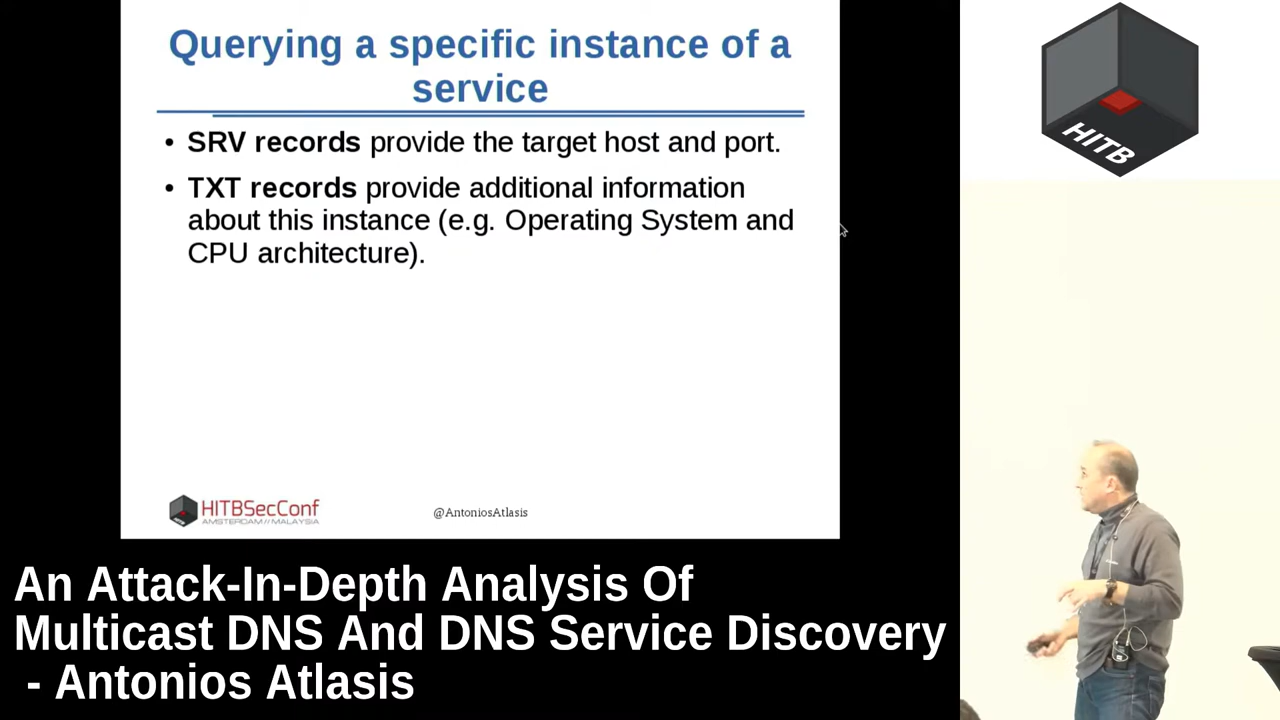 Querying a specific instance of a
service
• SRV records provide the target host and port.
• TXT records provide additional information
about this instance (e.g. Operating System and
CPU architecture).
HITB
HITBSecConf
AMSTERDAM // MALAYSIA
@AntoniosAtlasis
HITB
An Attack-In-Depth Analysis Of
Multicast DNS And DNS Service Discovery
- Antonios Atlasis